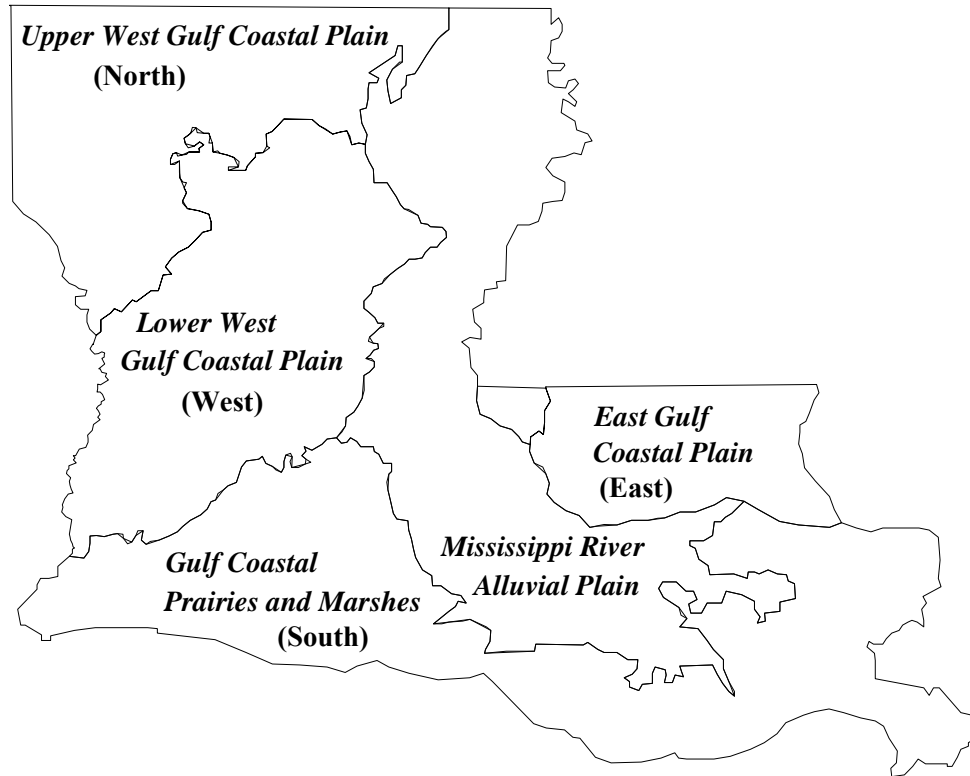 Upper West Gulf Coastal Plain
(North)
Lower West
Gulf Coastal Plain
(West)
East Gulf
Coastal Plain
(East)
Mississippi River
Alluvial Plain
Gulf Coastal
Prairies and Marshes
(South)